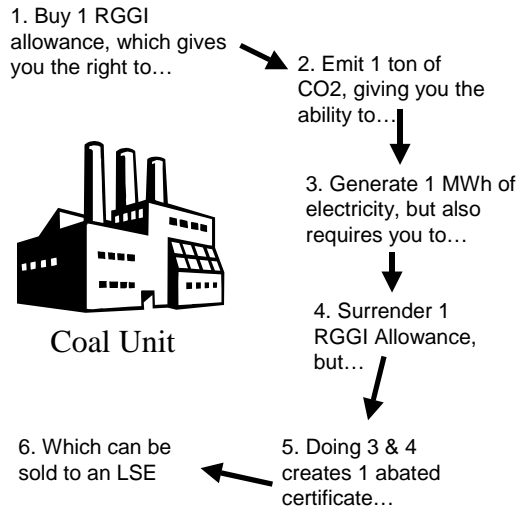 1. Buy 1 RGGI
allowance, which gives
you the right to…
2. Emit 1 ton of
CO2, giving you the
ability to…
3. Generate 1 MWh of
electricity, but also
requires you to…
Coal Unit
4. Surrender 1
RGGI Allowance,
but…
5. Doing 3 & 4
creates 1 abated
certificate…
6. Which can be
sold to an LSE